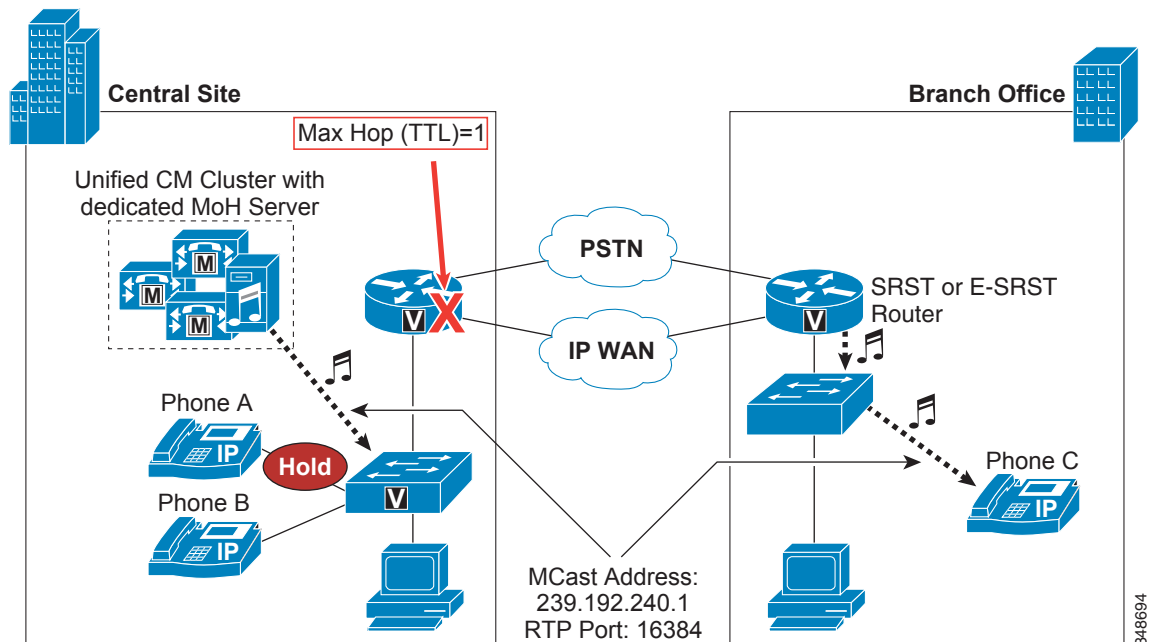 Central Site
Branch Office
Max Hop (TTL)=1
Unified CM Cluster with
dedicated MoH Server
M
M
M
V
X
PSTN
IP WAN
SRST or E-SRST
Router
V
Phone A
IP
Hold
Phone B
IP
V
Phone C
IP
MCast Address:
239.192.240.1
RTP Port: 16384
348694